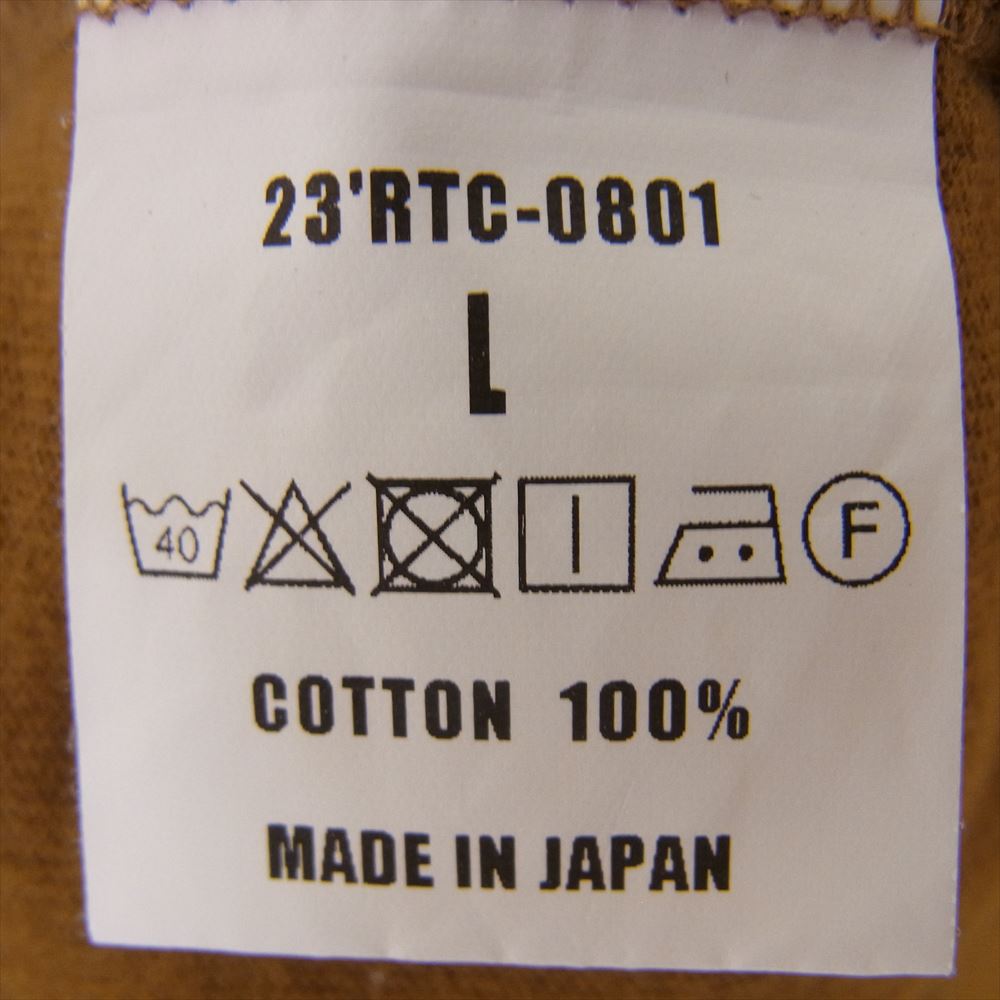 23'RTC-0801
L
40 F
COTTON 100%
MADE IN JAPAN